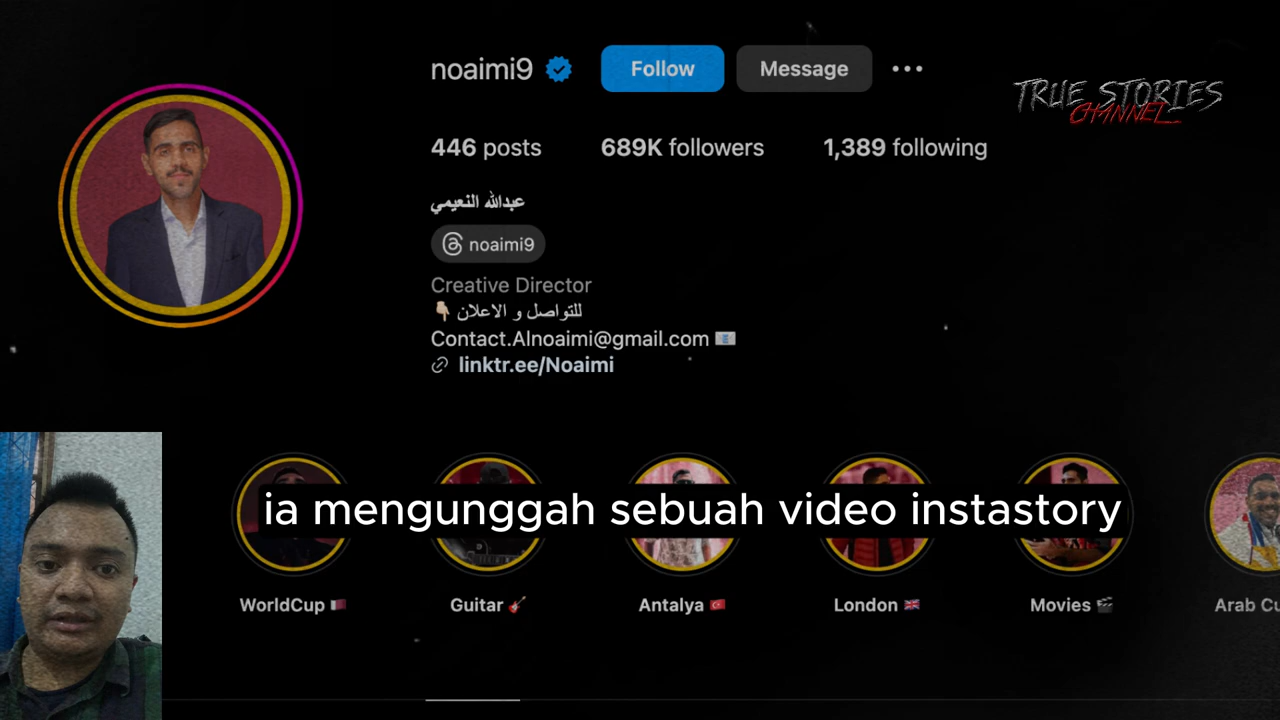 noaimi9
Follow
Message
TRUE STORIES
CHANNEL
446 posts
689K followers
1,389 following
عبدالله النعيمي
noaimi9
Creative Director
للتواصل و الاعلان 👇🏼
Contact.Alnoaimi@gmail.com 📧
linktr.ee/Noaimi
ia mengunggah sebuah video instastory
WorldCup 🇶🇦
Guitar 🎸
Antalya 🇹🇷
London 🇬🇧
Movies 🎬
Arab Cu